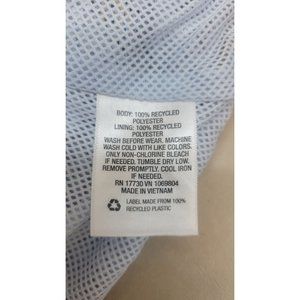 BODY: 100% RECYCLED
POLYESTER
LINING: 100% RECYCLED
POLYESTER
WASH BEFORE WEAR. MACHINE
WASH COLD WITH LIKE COLORS.
ONLY NON-CHLORINE BLEACH
IF NEEDED. TUMBLE DRY LOW.
REMOVE PROMPTLY. COOL IRON
IF NEEDED.
RN 17730 VN 1069804
MADE IN VIETNAM
LABEL MADE FROM 100%
RECYCLED PLASTIC